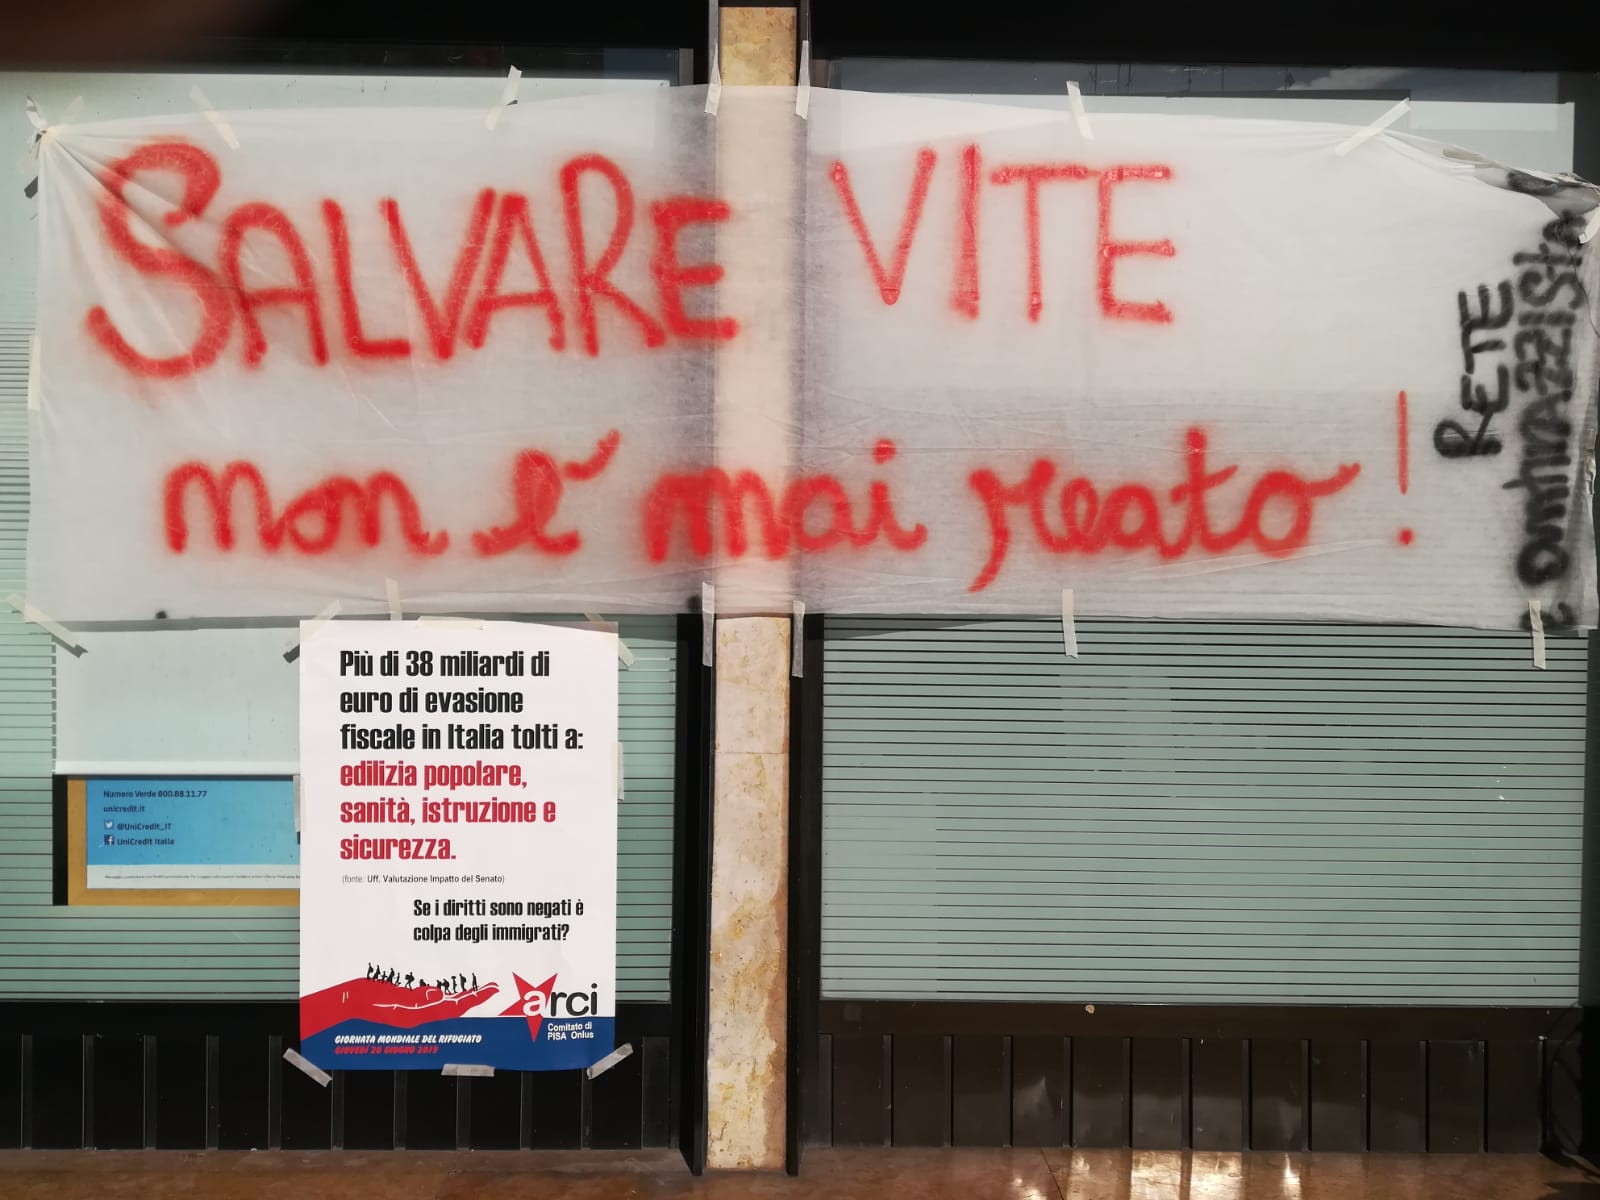 SALVARE VITE
non è mai reato!
RETE
Più di 38 miliardi di
euro di evasione
fiscale in Italia tolti a:
edilizia popolare,
sanità, istruzione e
sicurezza.
(fonte: Uff. Valutazione Impatto del Senato)
Se i diritti sono negati è
colpa degli immigrati?
arci
Comitato di
PISA Onlus
GIORNATA MONDIALE DEL RIFUGIATO
GIOVEDÌ 20 GIUGNO 2019
Numero Verde 800.88.11.77
unicredit.it
@UniCredit_IT
UniCredit Italia